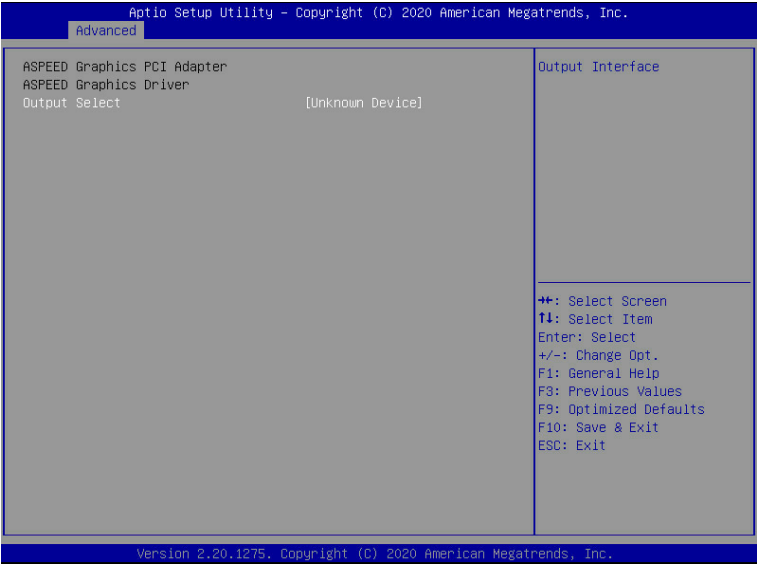 Aptio Setup Utility – Copyright (C) 2020 American Megatrends, Inc.
Advanced
ASPEED Graphics PCI Adapter
ASPEED Graphics Driver
Output Select [Unknown Device]
Output Interface
→←: Select Screen
↑↓: Select Item
Enter: Select
+/-: Change Opt.
F1: General Help
F3: Previous Values
F9: Optimized Defaults
F10: Save & Exit
ESC: Exit
Version 2.20.1275. Copyright (C) 2020 American Megatrends, Inc.